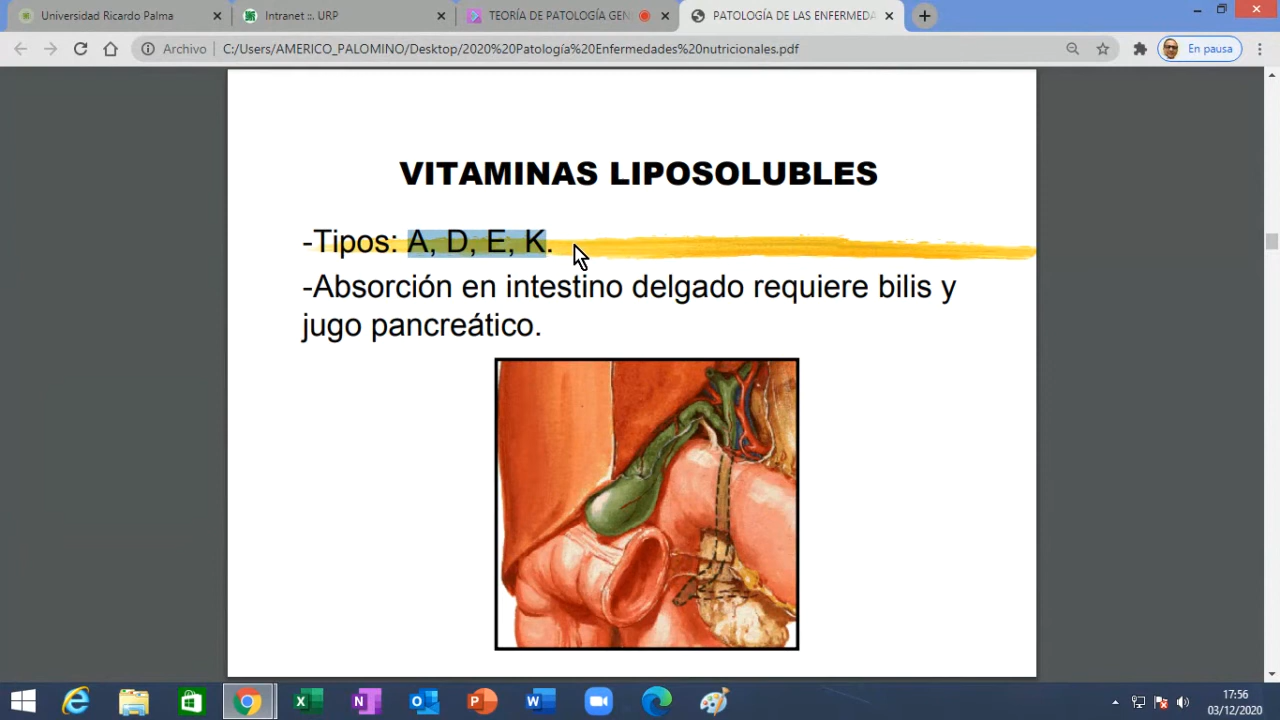 Universidad Ricardo Palma
Intranet ::. URP
TEORÍA DE PATOLOGÍA GEN
PATOLOGÍA DE LAS ENFERMEDA
Archivo
C:/Users/AMERICO_PALOMINO/Desktop/2020%20Patología%20Enfermedades%20nutricionales.pdf
En pausa
VITAMINAS LIPOSOLUBLES
-Tipos: A, D, E, K.
-Absorción en intestino delgado requiere bilis y
jugo pancreático.
17:56
03/12/2020